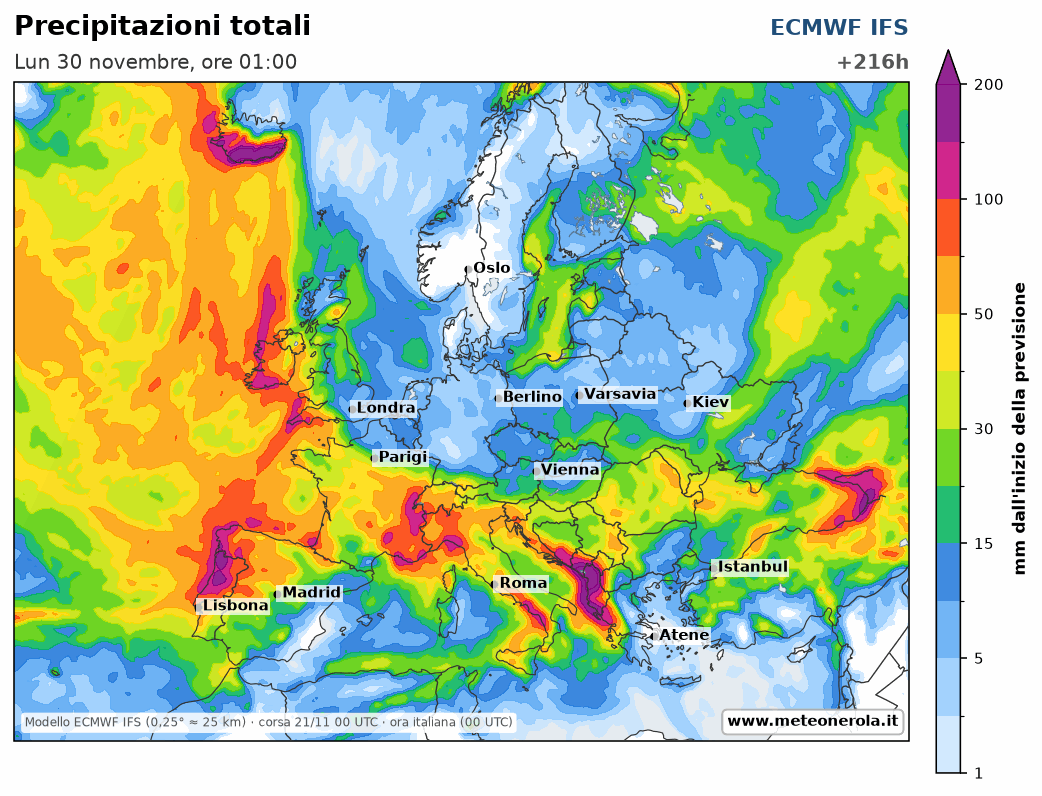 Precipitazioni totali
ECMWF IFS
Lun 30 novembre, ore 01:00
+216h
200
100
50
30
15
5
1
mm dall'inizio della previsione
Oslo
Londra
Berlino
Varsavia
Kiev
Parigi
Vienna
Istanbul
Roma
Madrid
Lisbona
Atene
Modello ECMWF IFS (0,25° ≈ 25 km) · corsa 21/11 00 UTC · ora italiana (00 UTC)
www.meteonerola.it